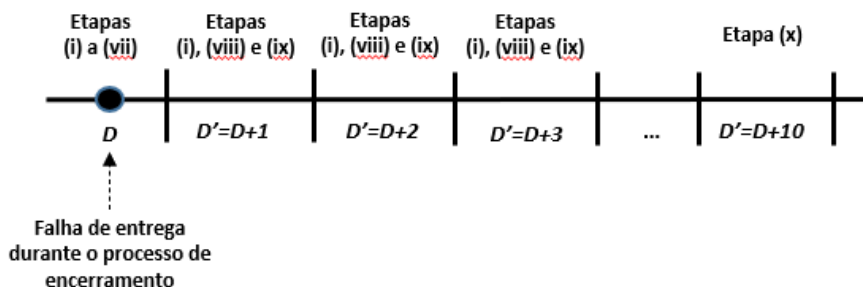 Etapas
(i) a (vii)
Etapas
(i), (viii) e (ix)
Etapas
(i), (viii) e (ix)
Etapas
(i), (viii) e (ix)
Etapa (x)
D
D'=D+1
D'=D+2
D'=D+3
...
D'=D+10
Falha de entrega
durante o processo de
encerramento